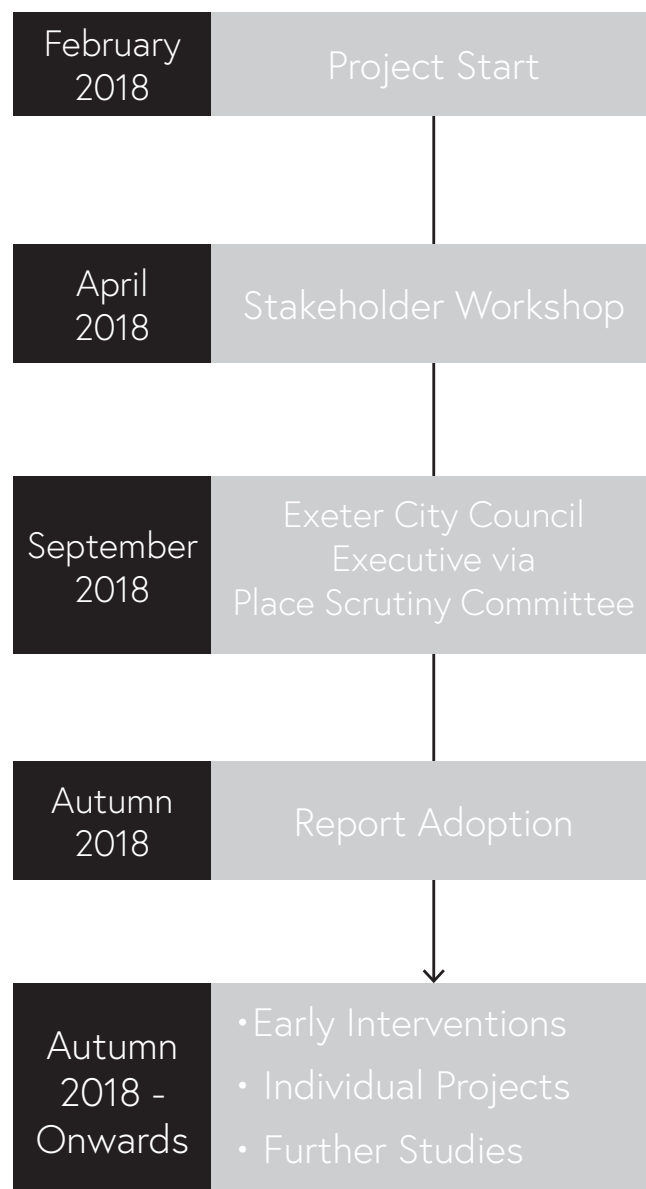 February
2018
Project Start
April
2018
Stakeholder Workshop
September
2018
Exeter City Council
Executive via
Place Scrutiny Committee
Autumn
2018
Report Adoption
Autumn
2018 -
Onwards
•Early Interventions
• Individual Projects
• Further Studies